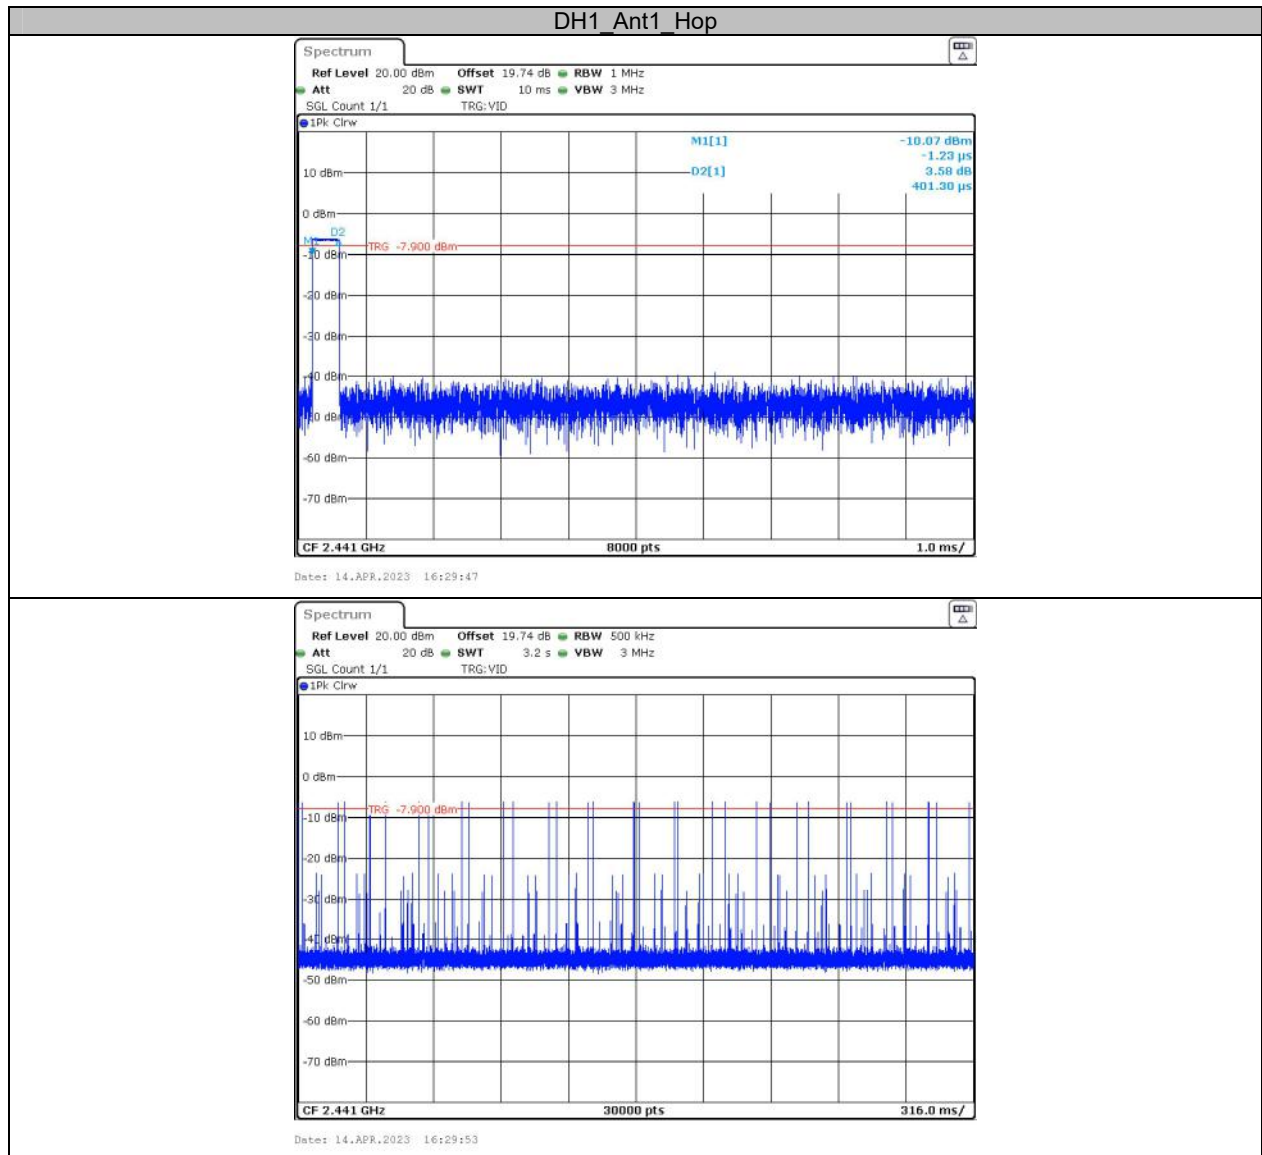 DH1_Ant1_Hop
Spectrum
Ref Level 20.00 dBm Offset 19.74 dB RBW 1 MHz
Att 20 dB SWT 10 ms VBW 3 MHz
SGL Count 1/1 TRG:VID
1Pk Clrw
M1[1] -10.07 dBm
-1.23 µs
10 dBm D2[1] 3.58 dB
401.30 µs
0 dBm
D2
TRG -7.900 dBm
-10 dBm
-20 dBm
-30 dBm
-40 dBm
-60 dBm
-70 dBm
CF 2.441 GHz 8000 pts 1.0 ms/
Date: 14.APR.2023 16:29:47
Spectrum
Ref Level 20.00 dBm Offset 19.74 dB RBW 500 kHz
Att 20 dB SWT 3.2 s VBW 3 MHz
SGL Count 1/1 TRG:VID
1Pk Clrw
10 dBm
0 dBm
TRG -7.900 dBm
-10 dBm
-20 dBm
-30 dBm
-40 dBm
-50 dBm
-60 dBm
-70 dBm
CF 2.441 GHz 30000 pts 316.0 ms/
Date: 14.APR.2023 16:29:53